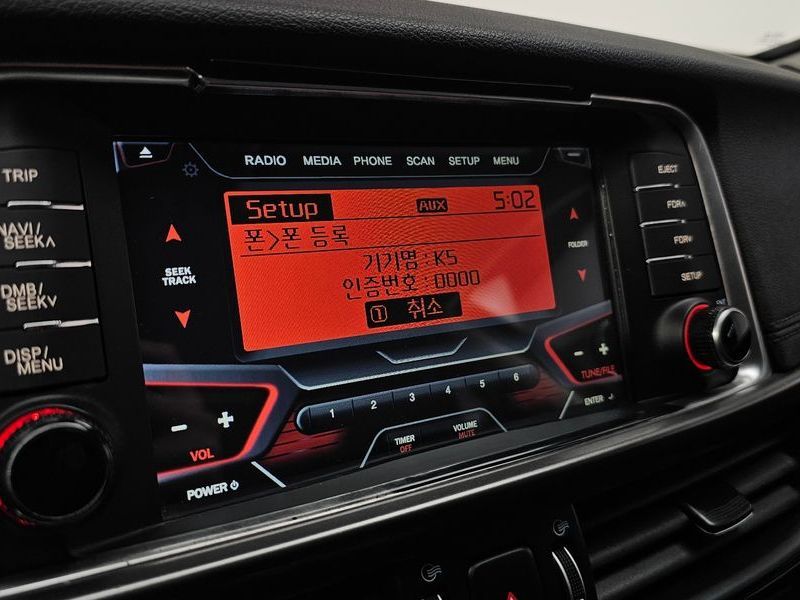 RADIO MEDIA PHONE SCAN SETUP MENU
TRIP
NAVI/
SEEK∧
DMB/
SEEK∨
DISP/
MENU
SEEK
TRACK
Setup AUX 5:02
폰>폰 등록
기기명 : K5
인증번호 : 0000
① 취소
FOLDER
EJECT
FDR∧
FDR∨
SETUP
1 2 3 4 5 6
- + VOL
POWER
TIMER
OFF
VOLUME
MUTE
- +
TUNE/FILE
ENTER